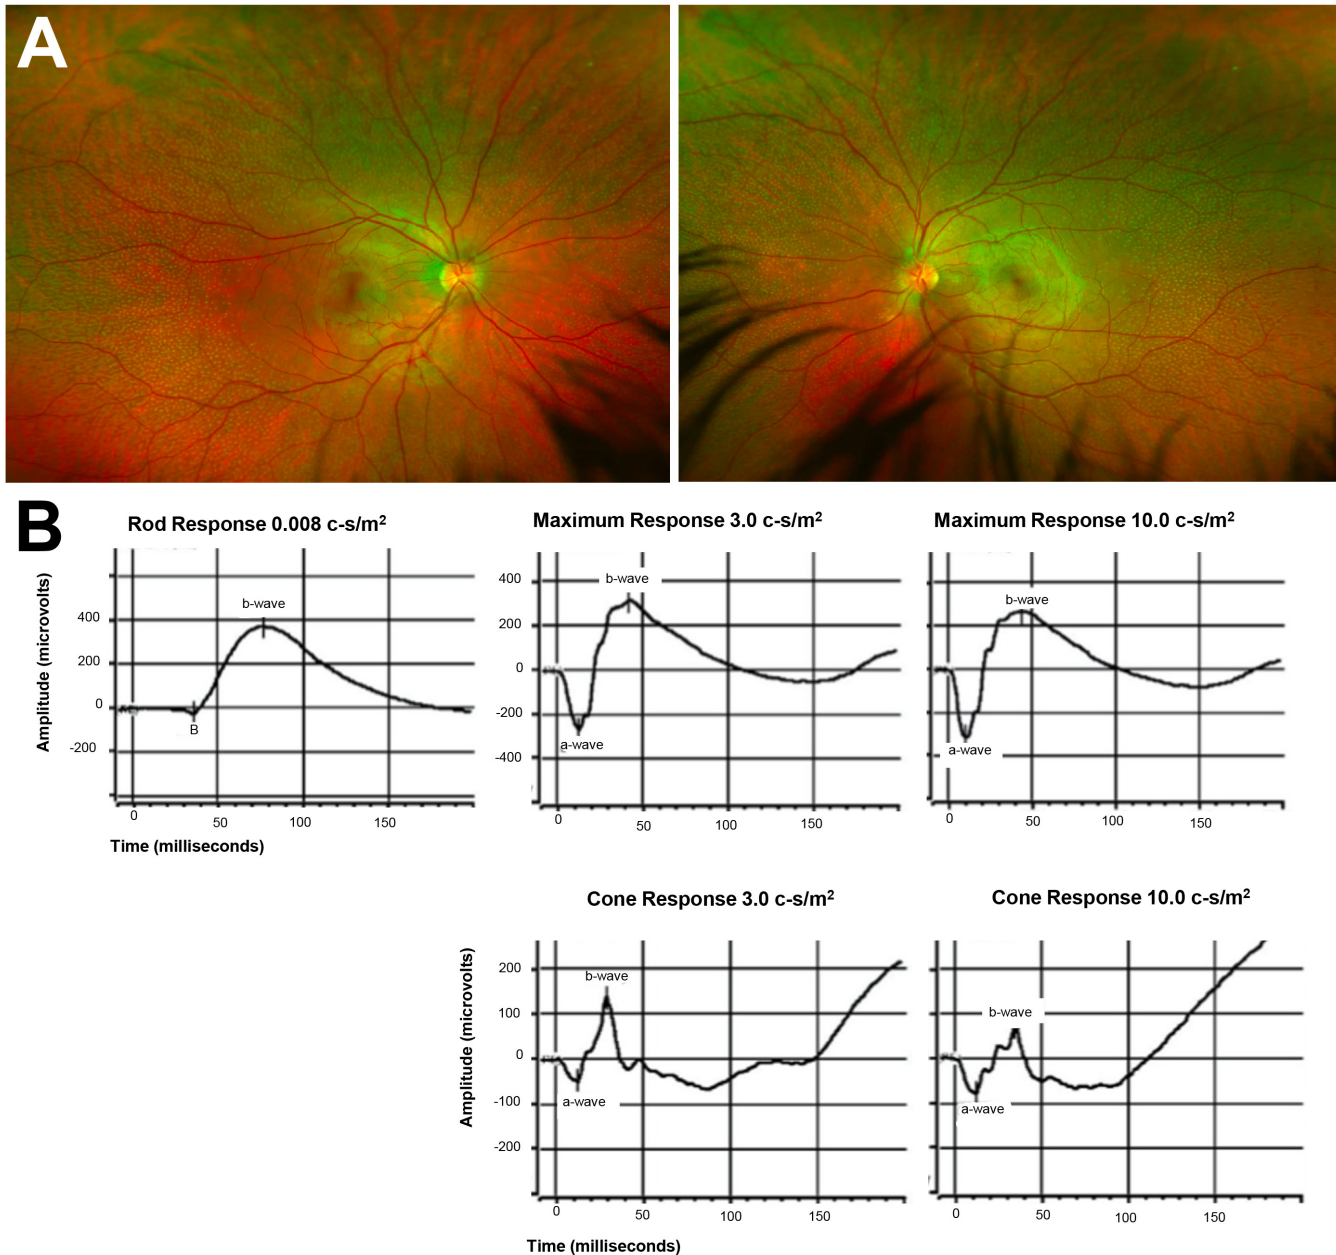 A
B
Rod Response 0.008 c-s/m²
Maximum Response 3.0 c-s/m²
Maximum Response 10.0 c-s/m²
Amplitude (microvolts)
400
200
0
-200
b-wave
B
0
50
100
150
Time (milliseconds)
400
200
0
-200
-400
b-wave
a-wave
0
50
100
150
b-wave
a-wave
0
50
100
150
Cone Response 3.0 c-s/m²
Cone Response 10.0 c-s/m²
Amplitude (microvolts)
200
100
0
-100
-200
b-wave
a-wave
0
50
100
150
Time (milliseconds)
b-wave
a-wave
0
50
100
150